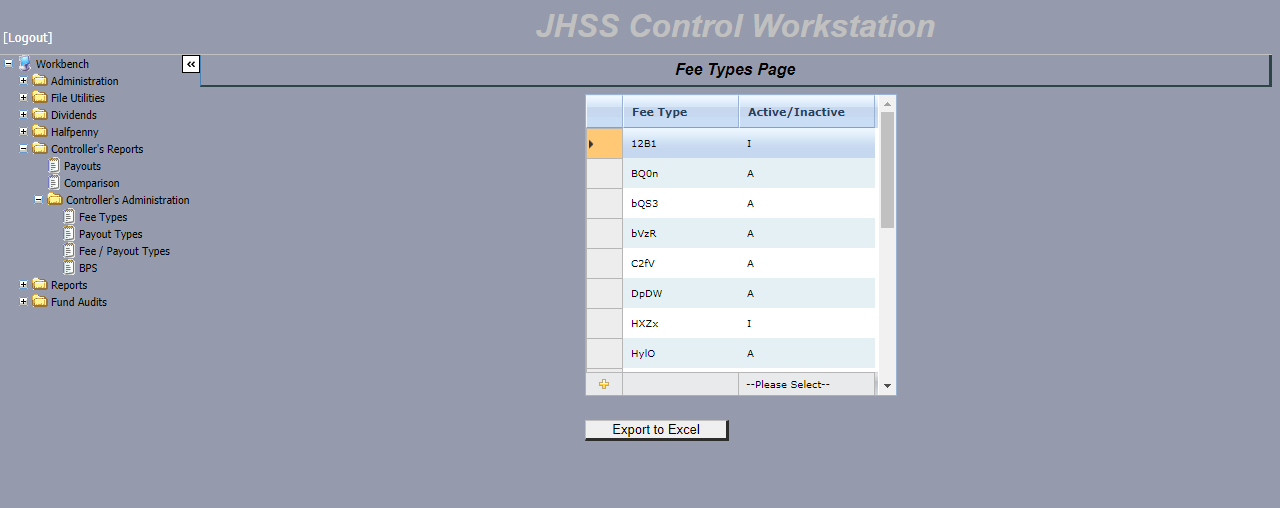 JHSS Control Workstation
[Logout]
Workbench
«
Administration
File Utilities
Dividends
Halfpenny
Controller's Reports
Payouts
Comparison
Controller's Administration
Fee Types
Payout Types
Fee / Payout Types
BPS
Reports
Fund Audits
Fee Types Page
Fee Type Active/Inactive
12B1 I
BQ0n A
bQS3 A
bVzR A
C2fV A
DpDW A
HXZx I
HylO A
--Please Select--
Export to Excel